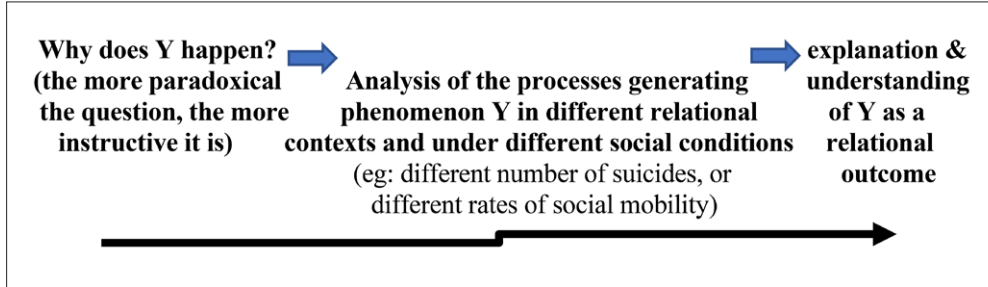 Why does Y happen?
(the more paradoxical
the question, the more
instructive it is)
Analysis of the processes generating
phenomenon Y in different relational
contexts and under different social conditions
(eg: different number of suicides, or
different rates of social mobility)
explanation &
understanding
of Y as a
relational
outcome